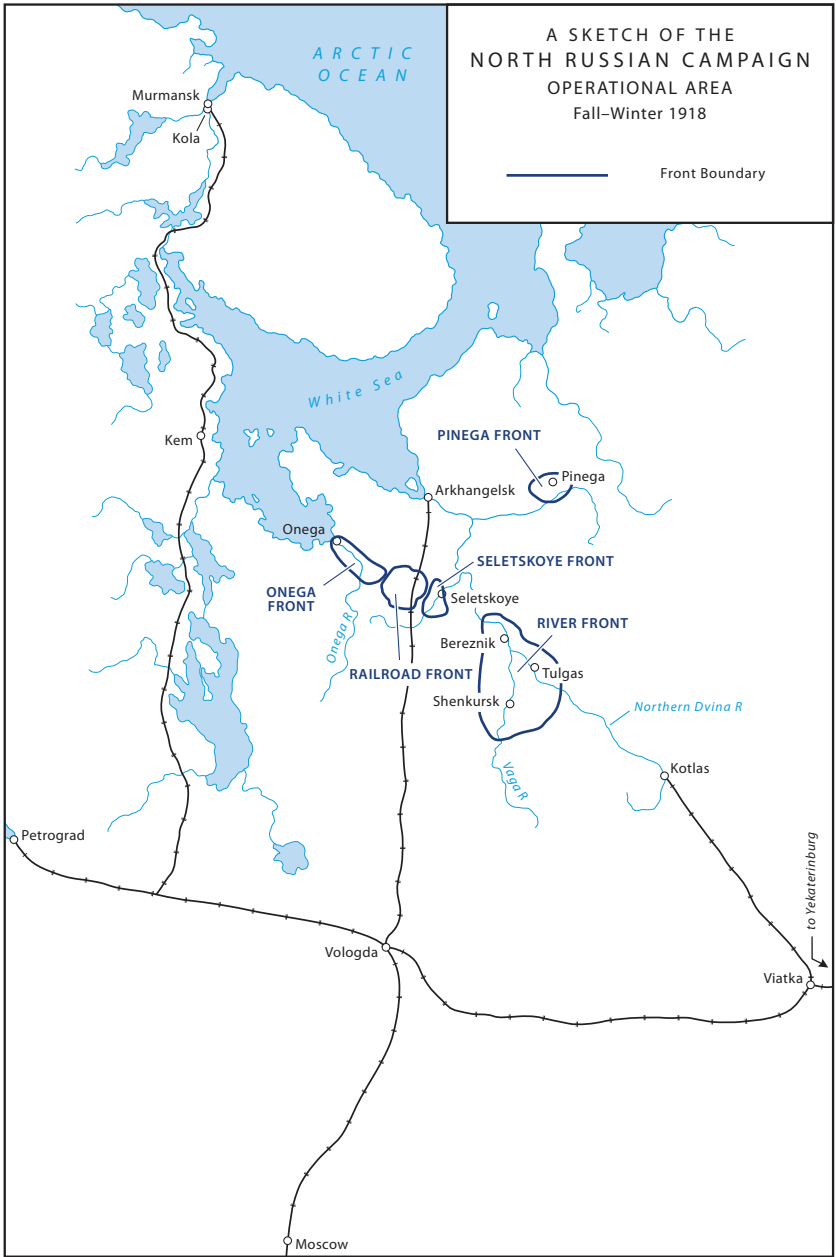 A SKETCH OF THE
NORTH RUSSIAN CAMPAIGN
OPERATIONAL AREA
Fall–Winter 1918
Front Boundary
ARCTIC
OCEAN
Murmansk
Kola
White Sea
Kem
PINEGA FRONT
Pinega
Arkhangelsk
Onega
SELETSKOYE FRONT
ONEGA
FRONT
Seletskoye
Onega R
RIVER FRONT
Bereznik
RAILROAD FRONT
Tulgas
Shenkursk
Northern Dvina R
Vaga R
Kotlas
Petrograd
to Yekaterinburg
Vologda
Viatka
Moscow